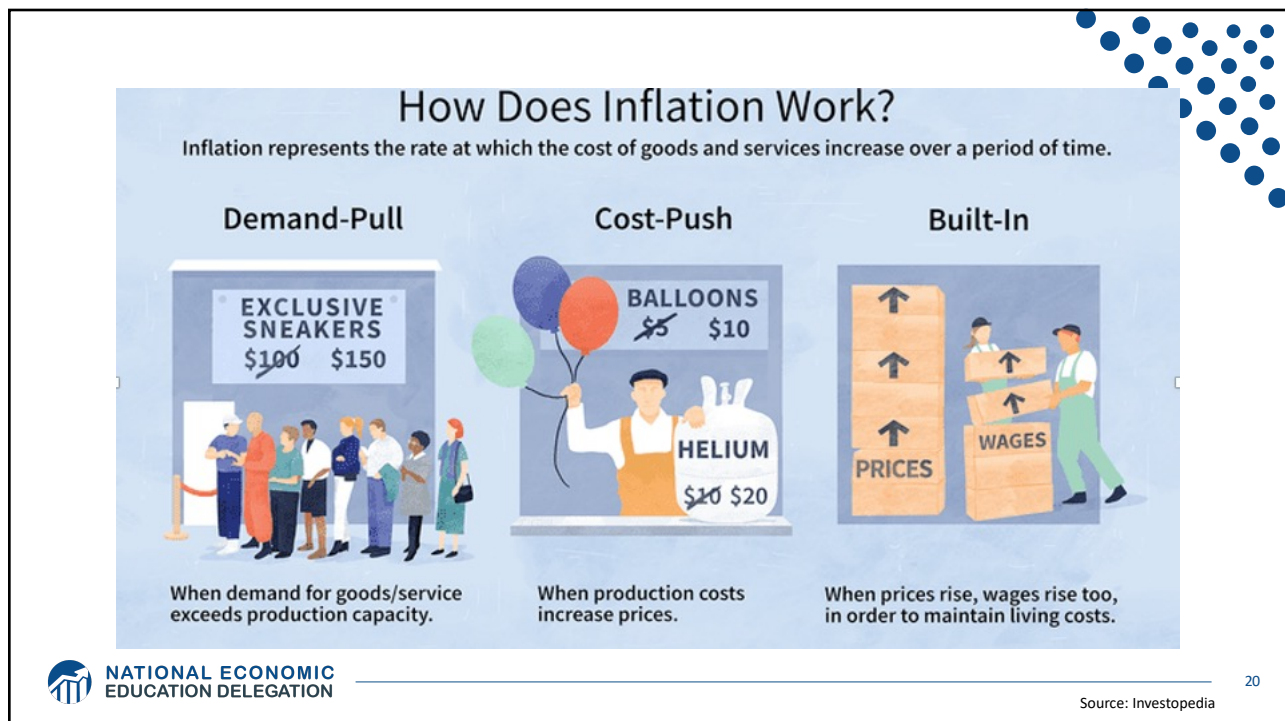 How Does Inflation Work?
Inflation represents the rate at which the cost of goods and services increase over a period of time.
Demand-Pull
EXCLUSIVE
SNEAKERS
$100 $150
When demand for goods/service
exceeds production capacity.
Cost-Push
BALLOONS
$5 $10
HELIUM
$10 $20
When production costs
increase prices.
Built-In
PRICES
WAGES
When prices rise, wages rise too,
in order to maintain living costs.
NATIONAL ECONOMIC
EDUCATION DELEGATION
20
Source: Investopedia